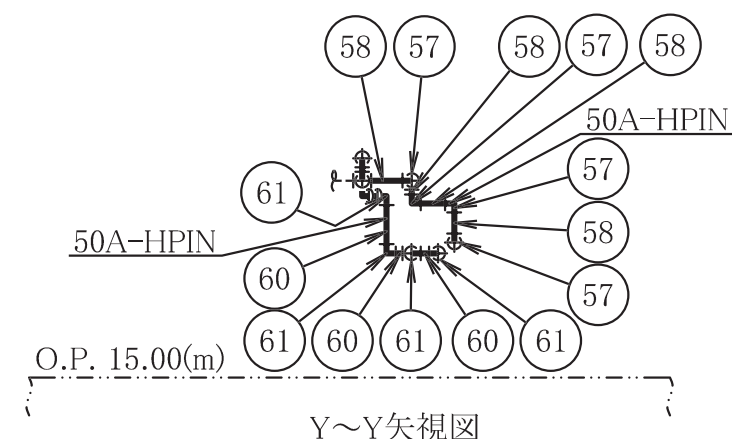 58 57 58 57 58
50A-HPIN
57
61
58
50A-HPIN
60
57
61 60 61 60 61
O.P. 15.00(m)
Y～Y矢視図